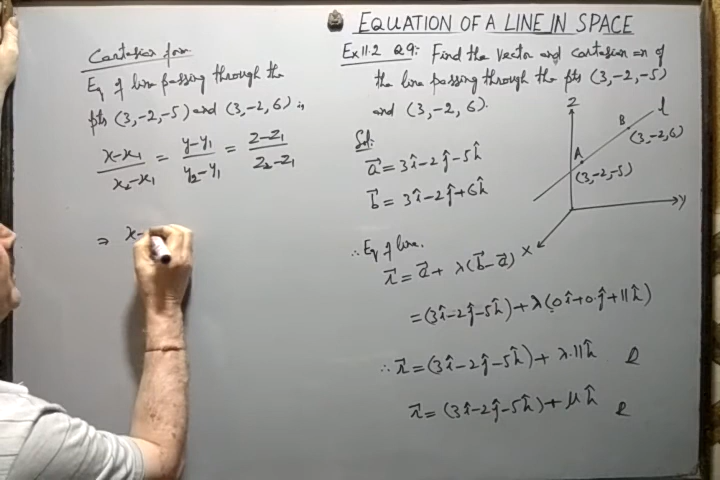 EQUATION OF A LINE IN SPACE
Cartesian form
Eq of line passing through the
pts (3,-2,-5) and (3,-2,6) is
x-x₁/x₂-x₁ = y-y₁/y₂-y₁ = z-z₁/z₂-z₁
⇒ x-
Ex 11.2 Q 9: Find the vector and cartesian en of
the line passing through the pts (3,-2,-5)
and (3,-2,6).
Sol:
a⃗ = 3î-2ĵ-5k̂
b⃗ = 3î-2ĵ+6k̂
∴ Eq of line.
r⃗ = a⃗ + λ(b⃗-a⃗)
= (3î-2ĵ-5k̂)+λ(0î+0ĵ+11k̂)
∴ r⃗ = (3î-2ĵ-5k̂)+ λ.11k̂
r⃗ = (3î-2ĵ-5k̂)+ μk̂
Z
l
B
(3,-2,6)
A
(3,-2,-5)
Y
X